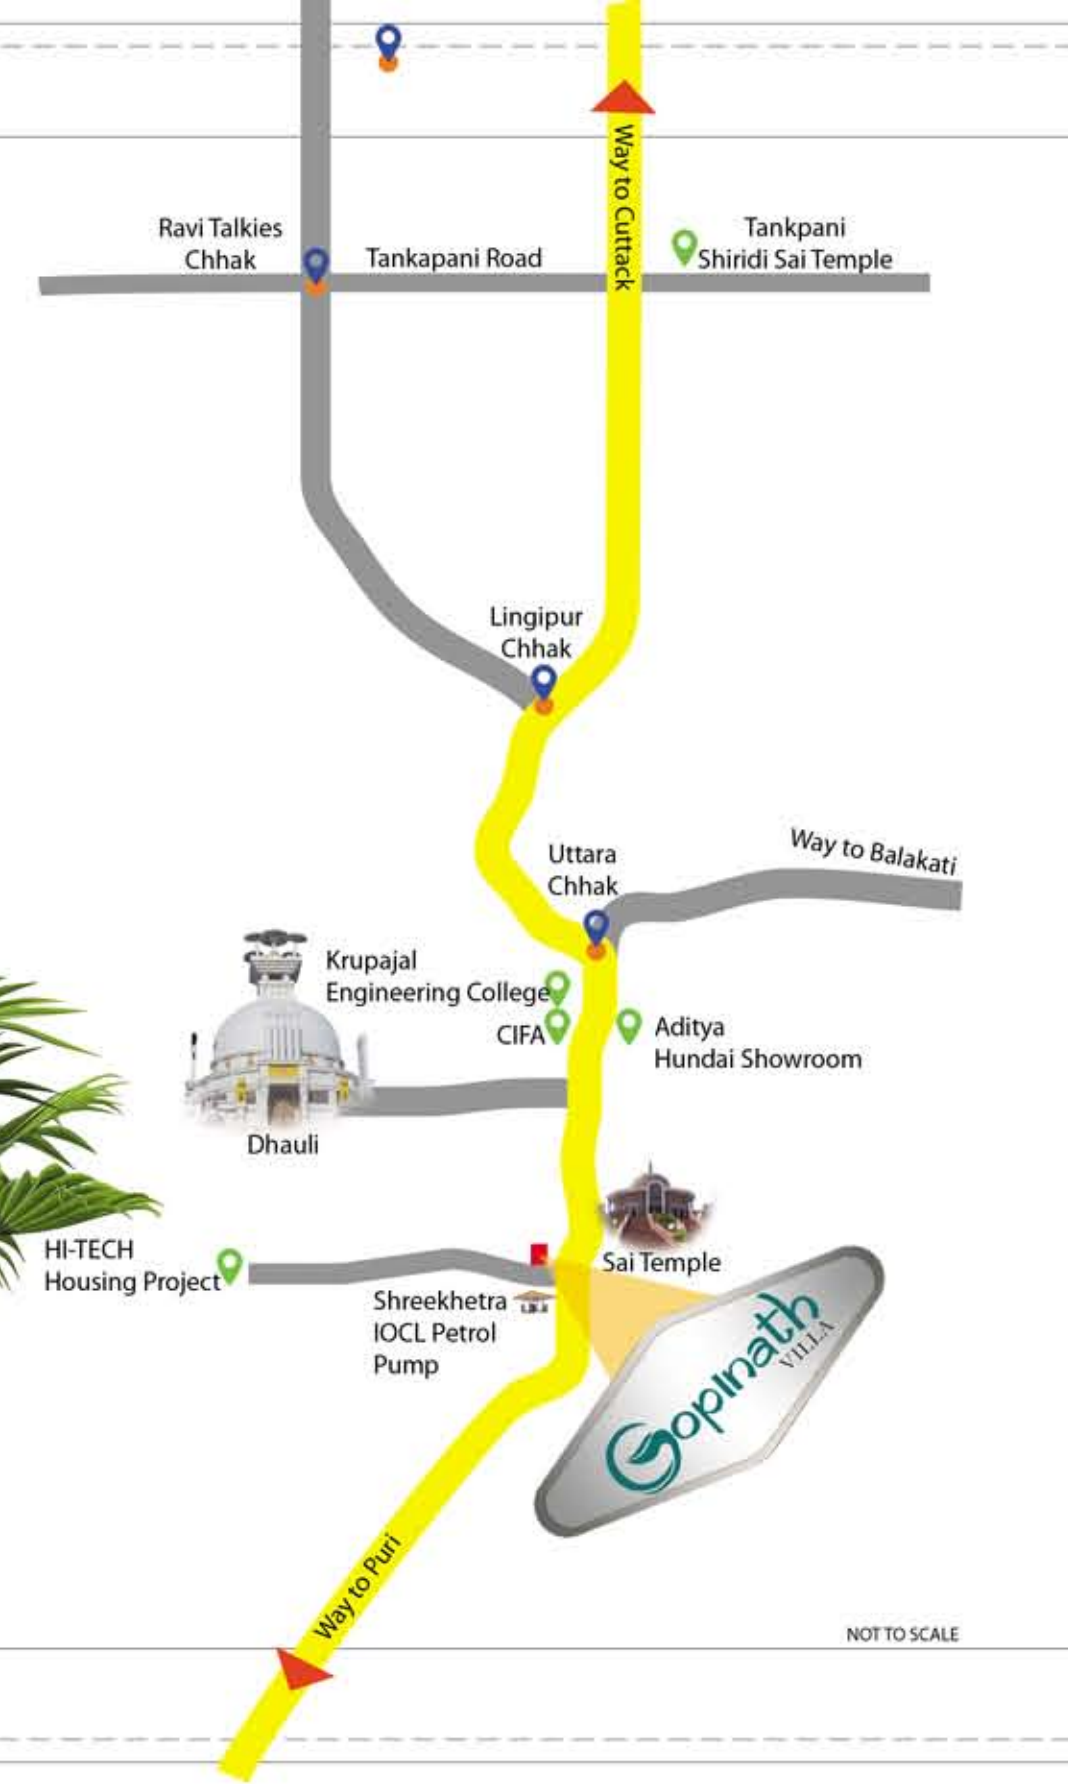 Way to Cuttack
Ravi Talkies
Chhak
Tankapani Road
Tankpani
Shiridi Sai Temple
Lingipur
Chhak
Uttara
Chhak
Way to Balakati
Krupajal
Engineering College
CIFA
Aditya
Hundai Showroom
Dhauli
Sai Temple
HI-TECH
Housing Project
Shreekhetra
IOCL Petrol
Pump
Gopinath
VILLA
Way to Puri
NOT TO SCALE